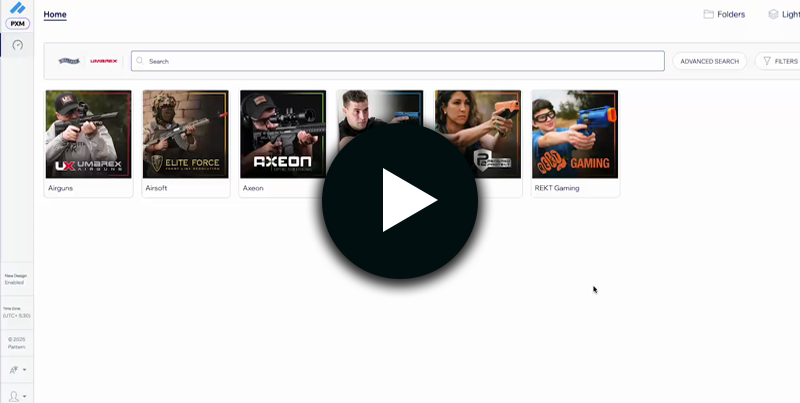 PXM
Home
Folders
Light
UMAREX
Search
ADVANCED SEARCH
FILTERS
UX UMAREX
AIRGUNS
ELITE FORCE
AXEON
GAMING
Airguns
Airsoft
Axeon
REKT Gaming
New Design
Enabled
Time Zone
(UTC+ 5:30)
© 2025
Pattern